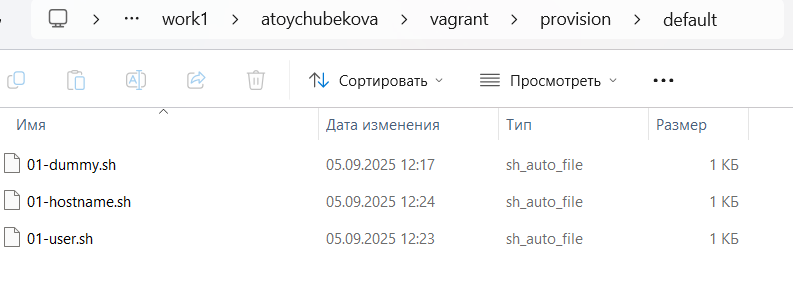 ... work1 > atoychubekova > vagrant > provision > default
Сортировать Просмотреть ...
Имя Дата изменения Тип Размер
01-dummy.sh 05.09.2025 12:17 sh_auto_file 1 КБ
01-hostname.sh 05.09.2025 12:24 sh_auto_file 1 КБ
01-user.sh 05.09.2025 12:23 sh_auto_file 1 КБ